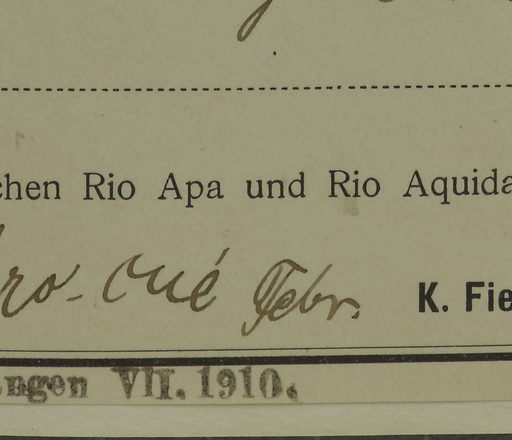 chen Rio Apa und Rio Aquida
ro-cué Febr. K. Fie
ngen VII. 1910.